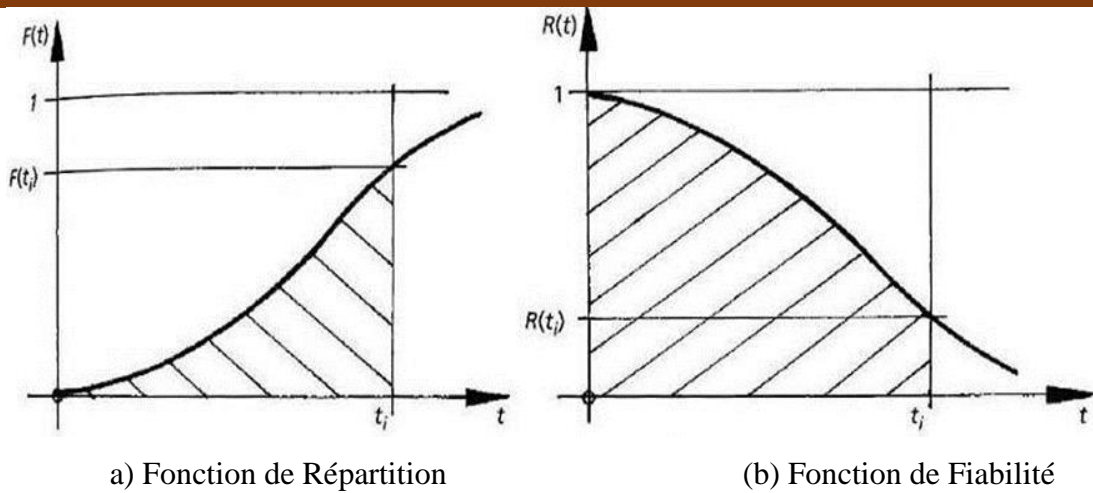 F(t)
1
F(ti)
ti
t
R(t)
1
R(ti)
ti
t
a) Fonction de Répartition
(b) Fonction de Fiabilité